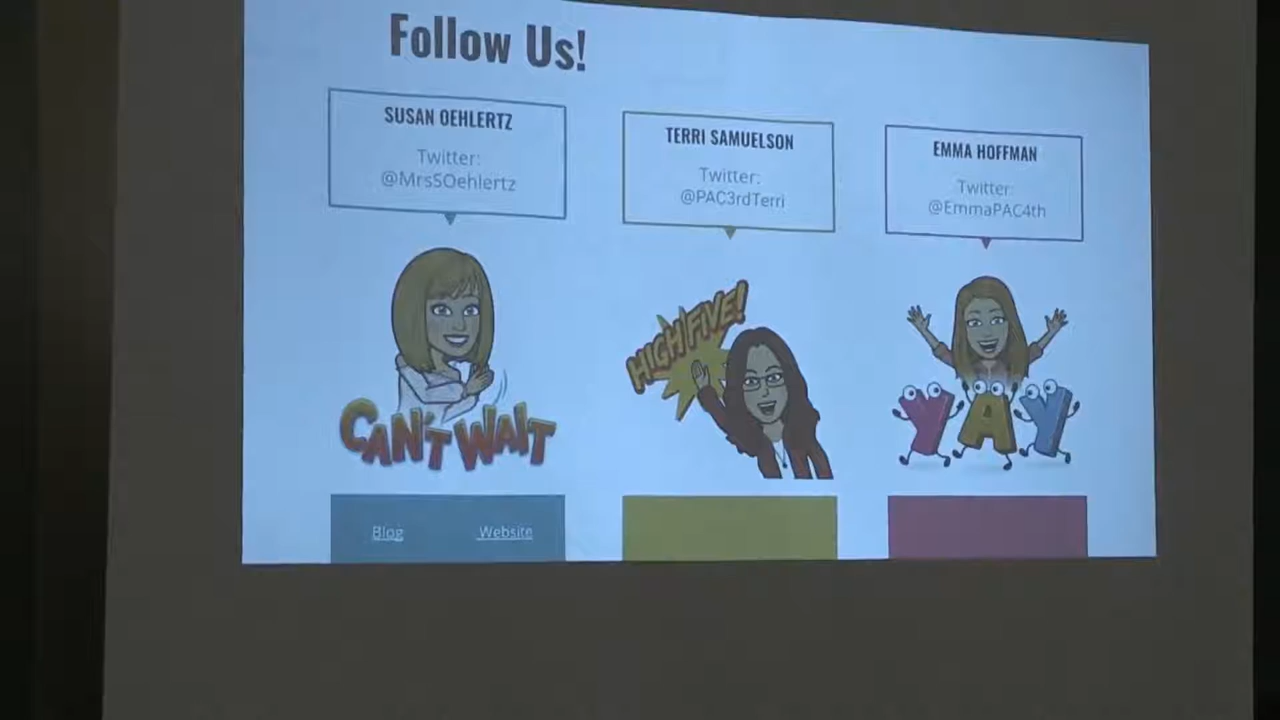 Follow Us!
SUSAN OEHLERTZ
Twitter:
@MrsSOehlertz
TERRI SAMUELSON
Twitter:
@PAC3rdTerri
EMMA HOFFMAN
Twitter:
@EmmaPAC4th
CAN'T WAIT
HIGH FIVE!
YAY
Blog
Website